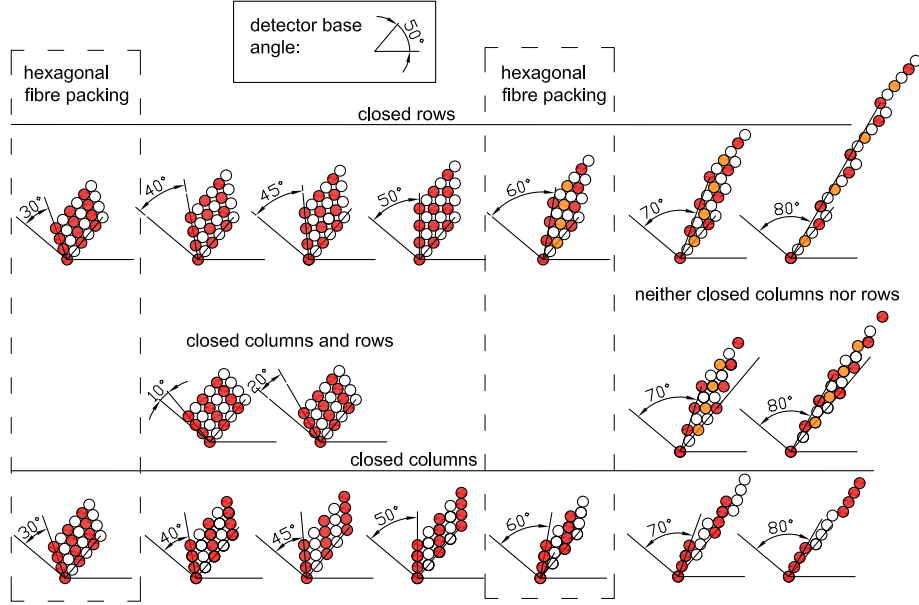 detector base
angle:
50°
hexagonal
fibre packing
hexagonal
fibre packing
closed rows
30°
40°
45°
50°
60°
70°
80°
neither closed columns nor rows
closed columns and rows
10°
20°
70°
80°
closed columns
30°
40°
45°
50°
60°
70°
80°